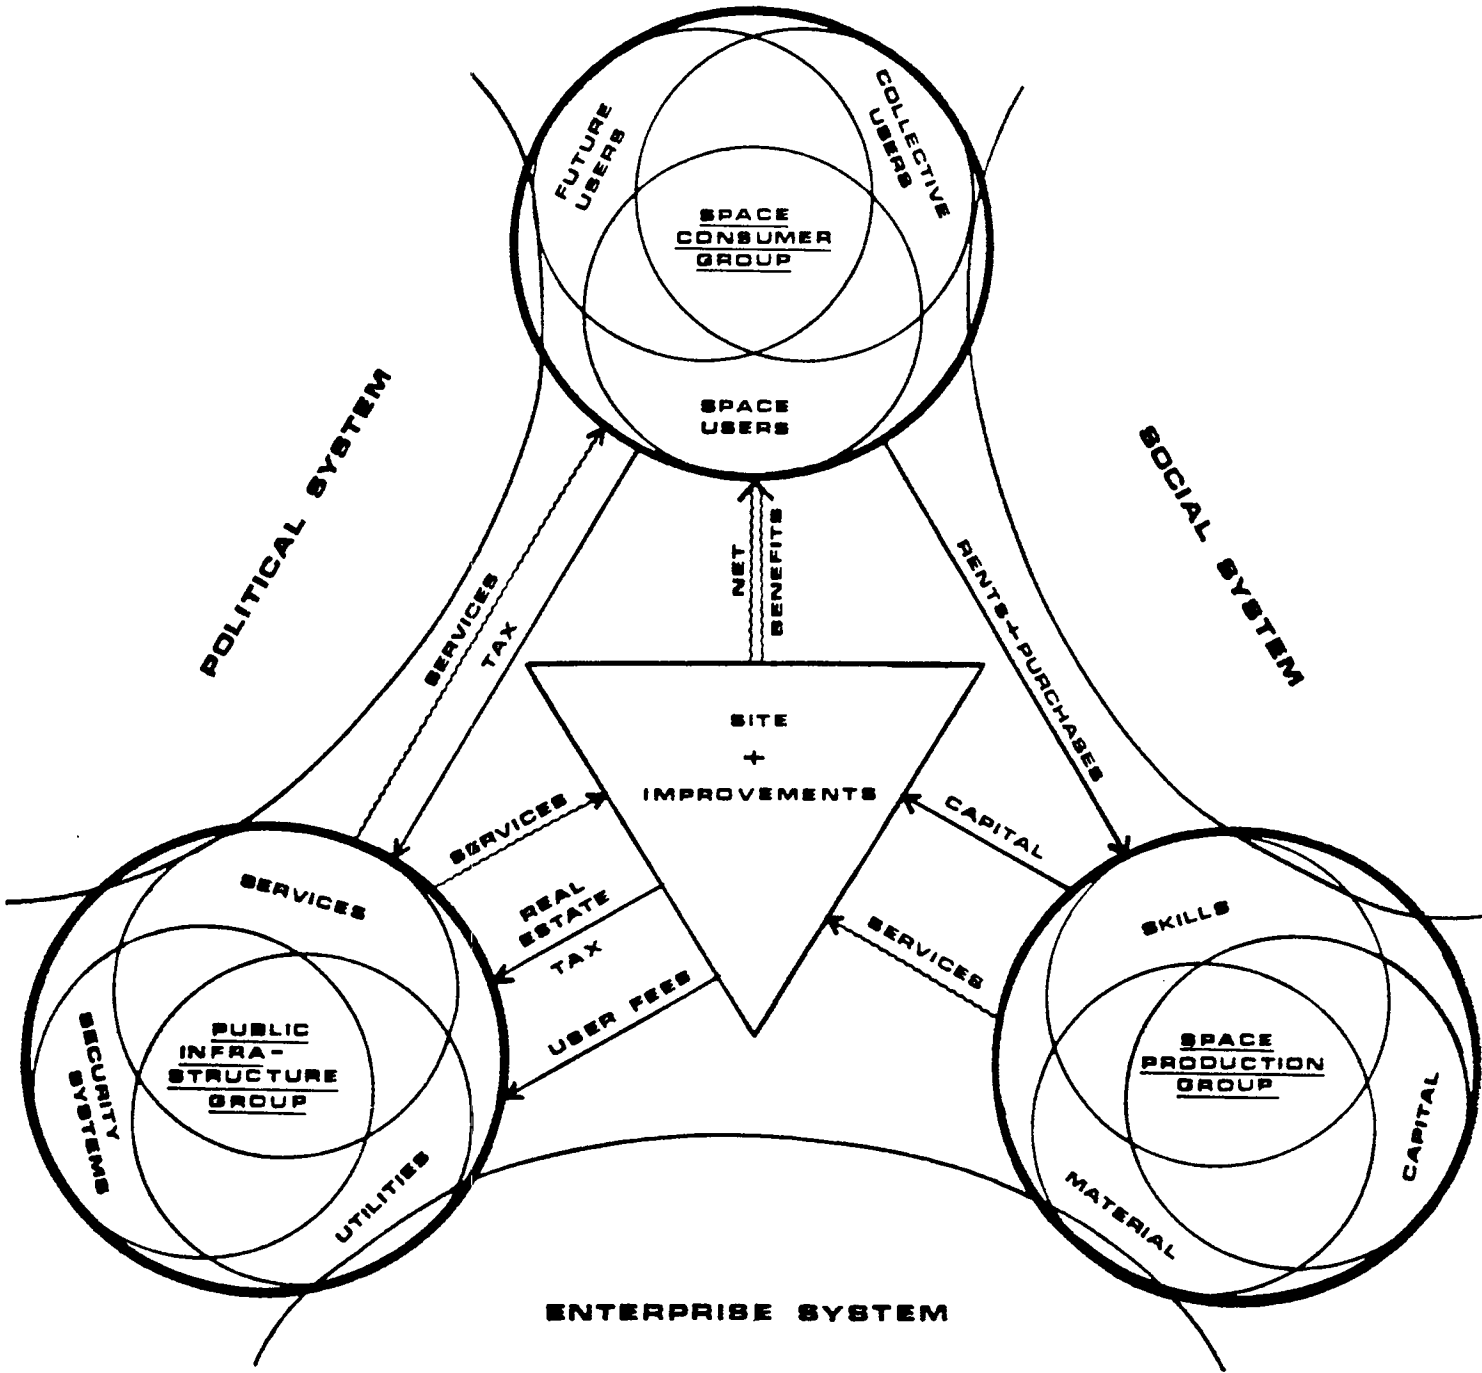 FUTURE
USERS
COLLECTIVE
USERS
SPACE
CONSUMER
GROUP
SPACE
USERS
POLITICAL SYSTEM
SOCIAL SYSTEM
SERVICES
TAX
NET
BENEFITS
RENTS+PURCHASES
SITE
+
IMPROVEMENTS
SERVICES
REAL
ESTATE
TAX
USER FEES
CAPITAL
SERVICES
SERVICES
SECURITY
SYSTEMS
PUBLIC
INFRA-
STRUCTURE
GROUP
UTILITIES
SKILLS
SPACE
PRODUCTION
GROUP
CAPITAL
MATERIAL
ENTERPRISE SYSTEM